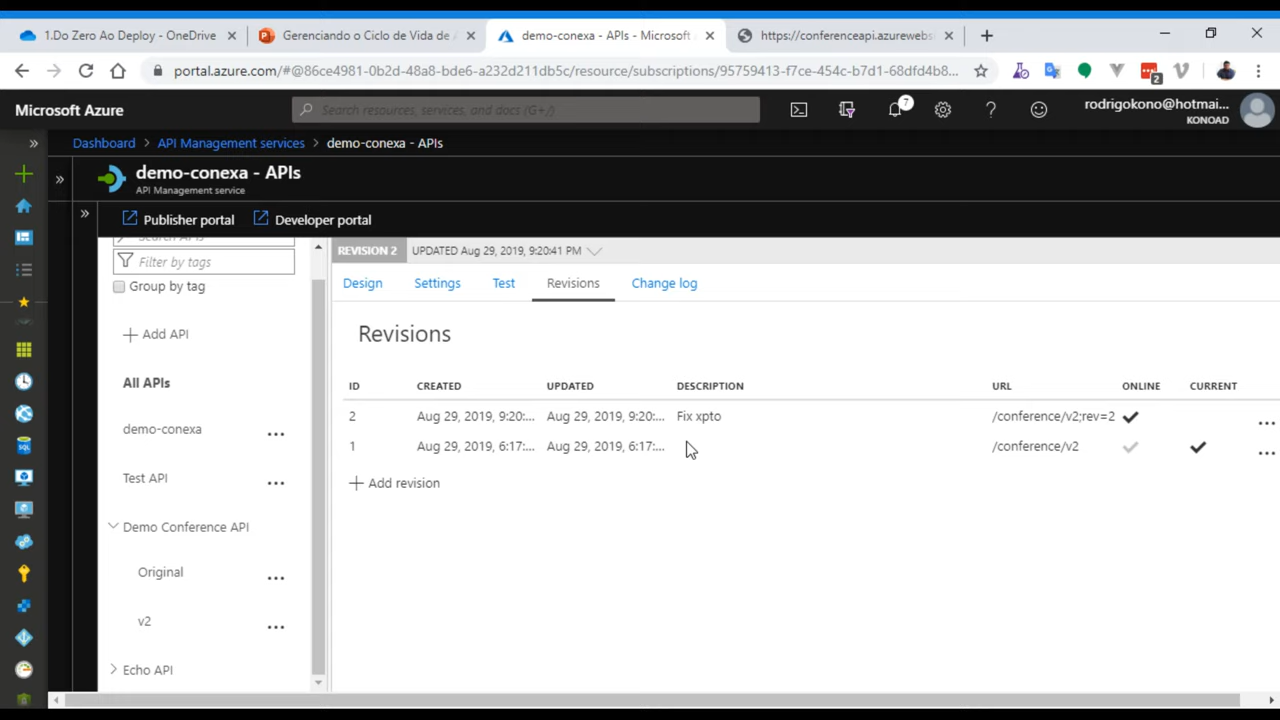 1.Do Zero Ao Deploy - OneDrive
Gerenciando o Ciclo de Vida de A
demo-conexa - APIs - Microsoft
https://conferenceapi.azurewebs
portal.azure.com/#@86ce4981-0b2d-48a8-bde6-a232d211db5c/resource/subscriptions/95759413-f7ce-454c-b7d1-68dfd4b8...
2
Microsoft Azure
Search resources, services, and docs (G+/)
7
rodrigokono@hotmai...
KONOAD
Dashboard > API Management services > demo-conexa - APIs
demo-conexa - APIs
API Management service
Publisher portal
Developer portal
Search APIs
Filter by tags
Group by tag
Add API
All APIs
demo-conexa
...
Test API
...
Demo Conference API
Original
...
v2
...
Echo API
REVISION 2
UPDATED Aug 29, 2019, 9:20:41 PM
Design
Settings
Test
Revisions
Change log
Revisions
ID CREATED UPDATED DESCRIPTION URL ONLINE CURRENT
2 Aug 29, 2019, 9:20:... Aug 29, 2019, 9:20:... Fix xpto /conference/v2;rev=2 ...
1 Aug 29, 2019, 6:17:... Aug 29, 2019, 6:17:... /conference/v2 ...
Add revision